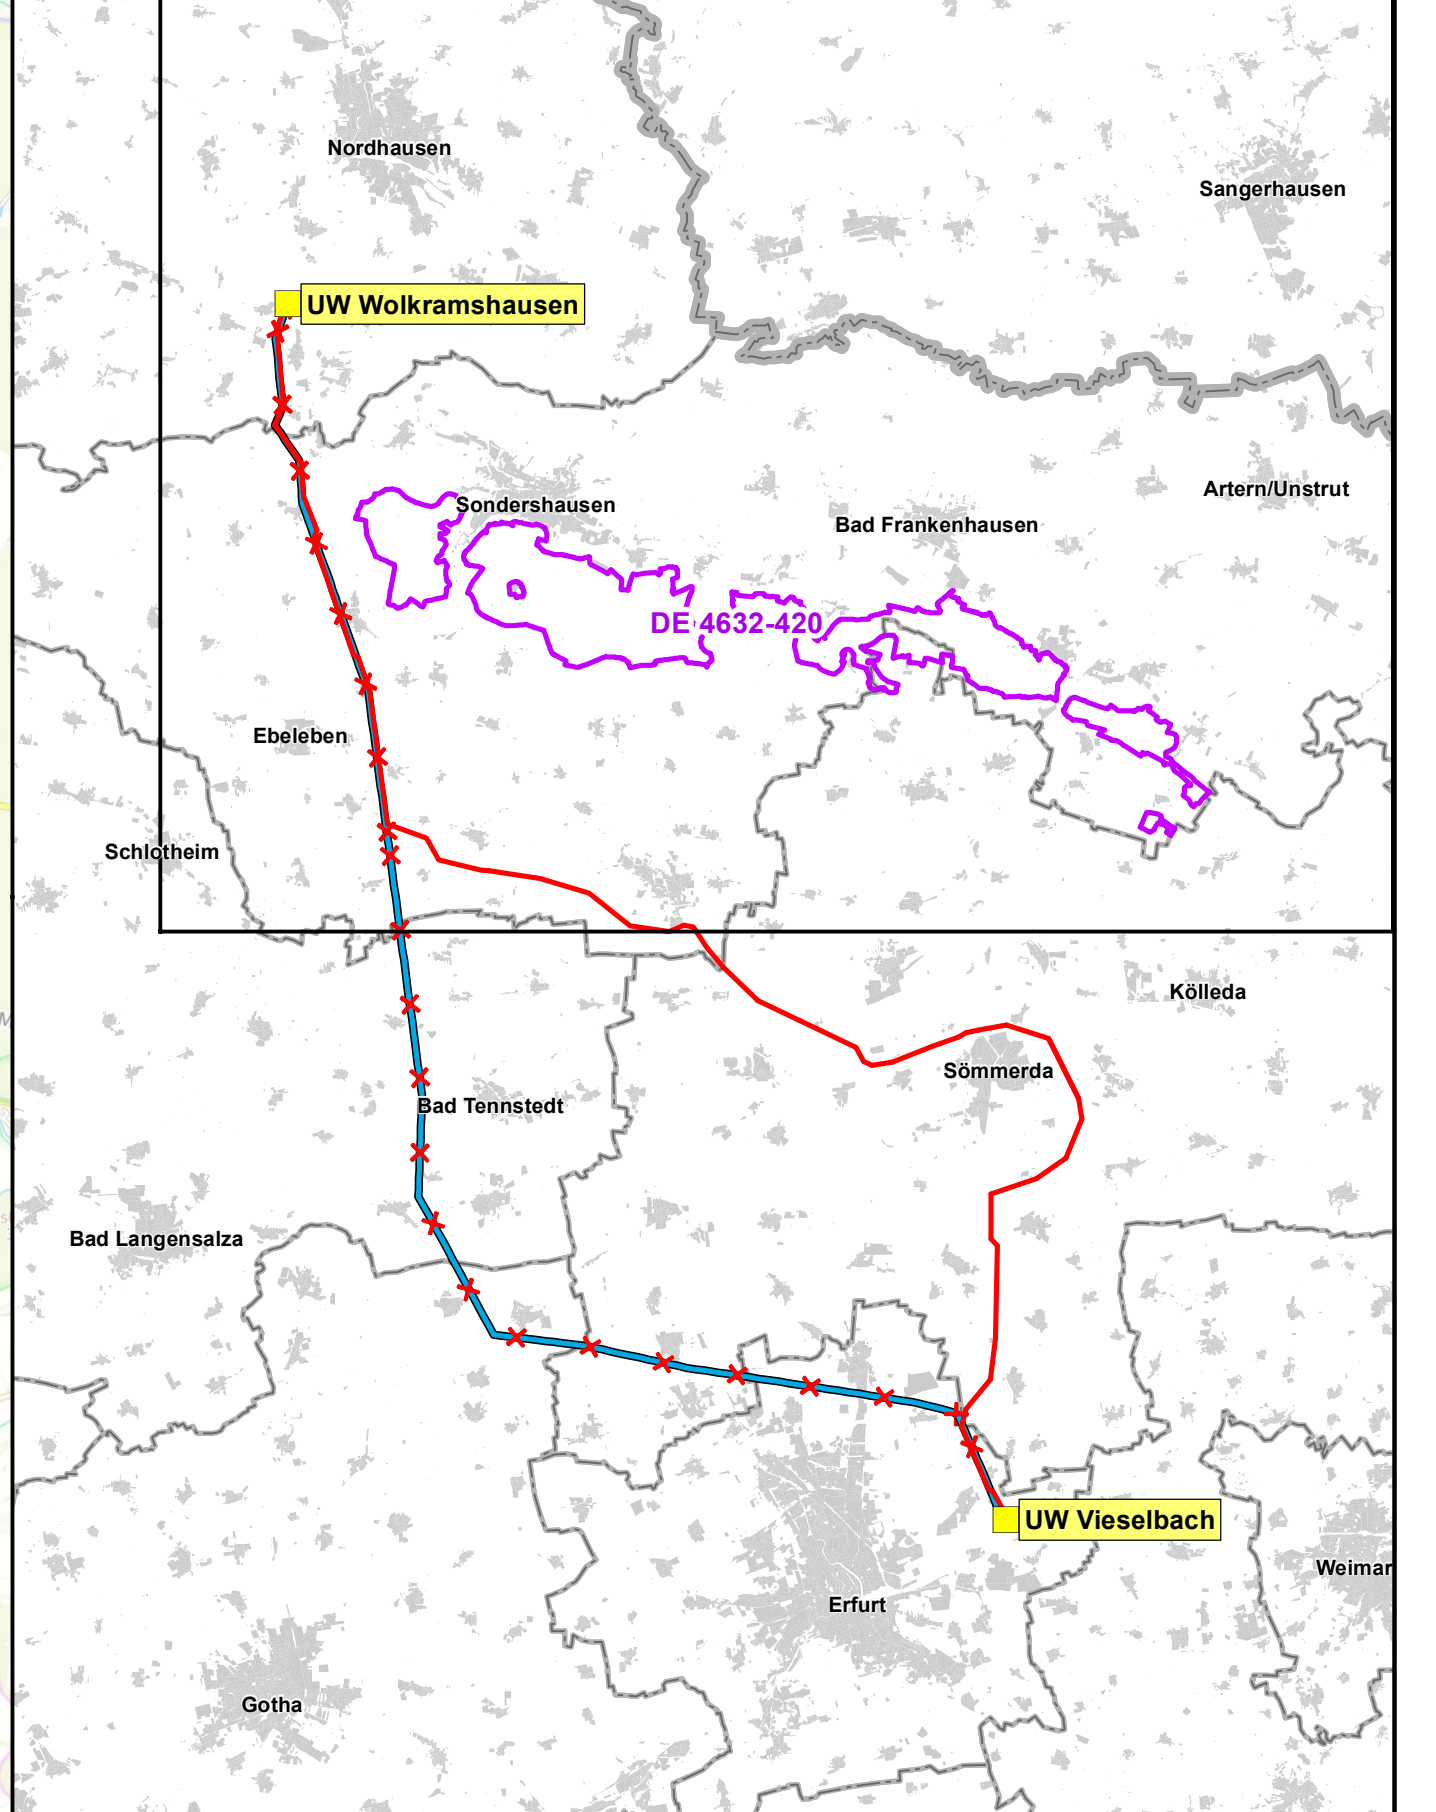 Nordhausen
Sangerhausen
UW Wolkramshausen
Artern/Unstrut
Sondershausen
Bad Frankenhausen
DE 4632-420
Ebeleben
Schlotheim
Kölleda
Sömmerda
Bad Tennstedt
Bad Langensalza
UW Vieselbach
Weimar
Erfurt
Gotha